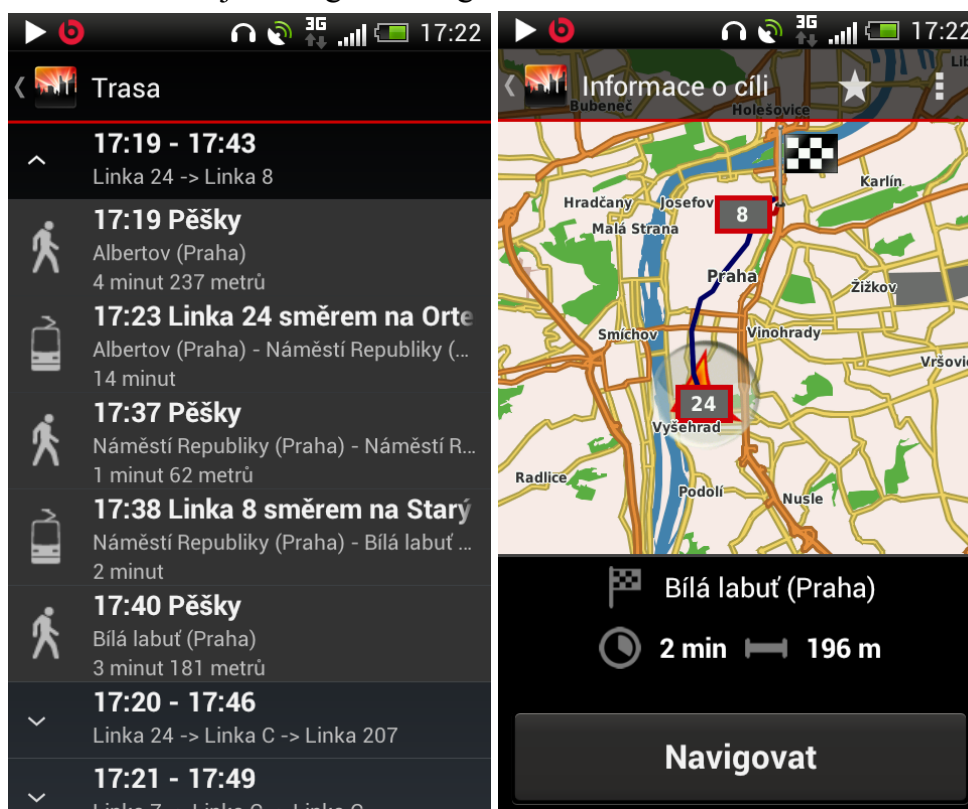 17:22
Trasa
17:19 - 17:43
Linka 24 -> Linka 8
17:19 Pěšky
Albertov (Praha)
4 minut 237 metrů
17:23 Linka 24 směrem na Orte
Albertov (Praha) - Náměstí Republiky (...
14 minut
17:37 Pěšky
Náměstí Republiky (Praha) - Náměstí R...
1 minut 62 metrů
17:38 Linka 8 směrem na Starý
Náměstí Republiky (Praha) - Bílá labuť ...
2 minut
17:40 Pěšky
Bílá labuť (Praha)
3 minut 181 metrů
17:20 - 17:46
Linka 24 -> Linka C -> Linka 207
17:21 - 17:49
3G
17:22
Informace o cíli
Lib
Bubeneč
Holešovice
Karlín
Hradčany
Josefov
8
Malá Strana
Praha
Žižkov
Smíchov
Vinohrady
Vršovi
24
Vyšehrad
Radlice
Podolí
Nusle
Bílá labuť (Praha)
2 min 196 m
Navigovat